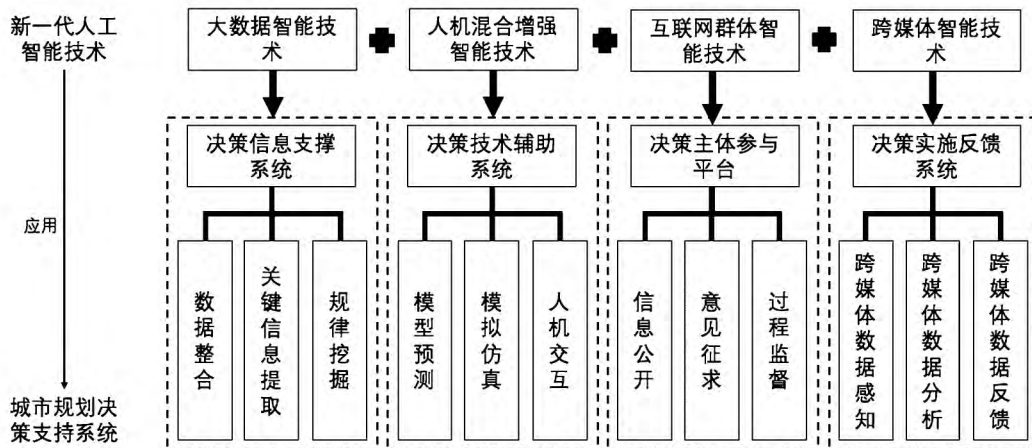 新一代人工
智能技术
大数据智能技
术
人机混合增强
智能技术
互联网群体智
能技术
跨媒体智能技
术
决策信息支撑
系统
决策技术辅助
系统
决策主体参与
平台
决策实施反馈
系统
应用
数据整合
关键信息提取
规律挖掘
模型预测
模拟仿真
人机交互
信息公开
意见征求
过程监督
跨媒体数据感知
跨媒体数据分析
跨媒体数据反馈
城市规划决
策支持系统